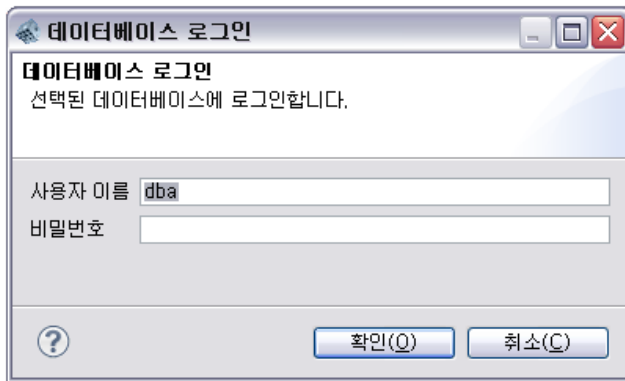 데이터베이스 로그인
데이터베이스 로그인
선택된 데이터베이스에 로그인합니다.
사용자 이름 dba
비밀번호
확인(O) 취소(C)